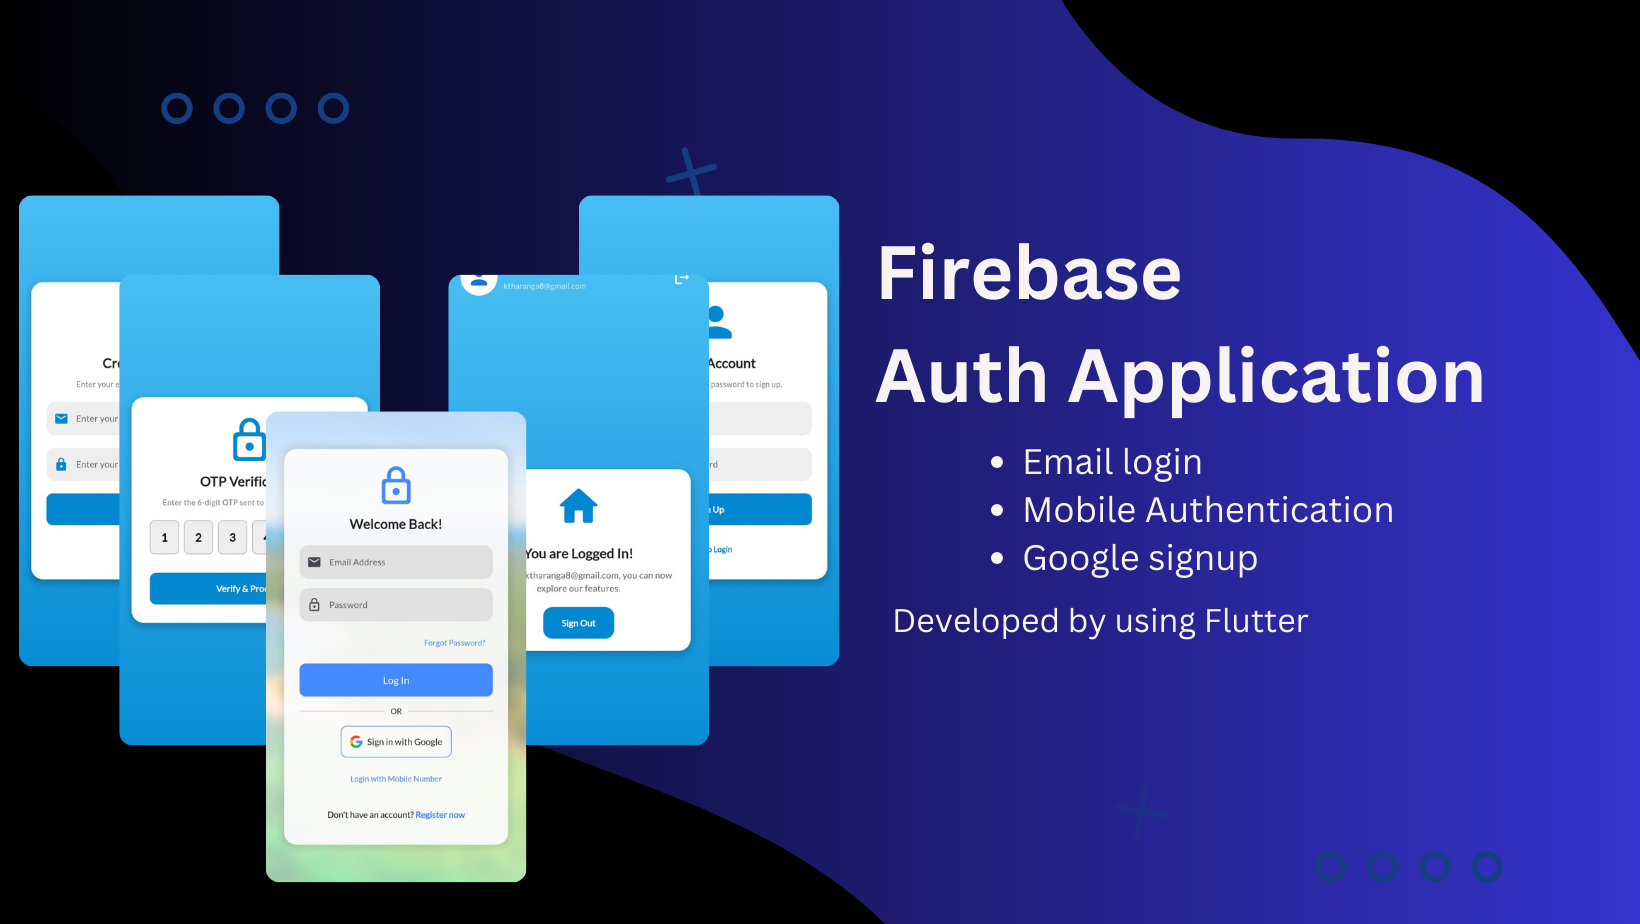 Firebase
Auth Application
Email login
Mobile Authentication
Google signup
Developed by using Flutter
Enter your
Enter your
Enter your
OTP
Enter the 6-digit OTP sent to
1 2 3
Verify &
Welcome Back!
Email Address
Password
Forgot Password?
Log In
OR
Sign in with Google
Login with Mobile Number
Don't have an account? Register now
ktharanga8@gmail.com
You are Logged In!
ktharanga8@gmail.com, you can now
explore our features.
Sign Out
Account
password to sign up.
Up
Login